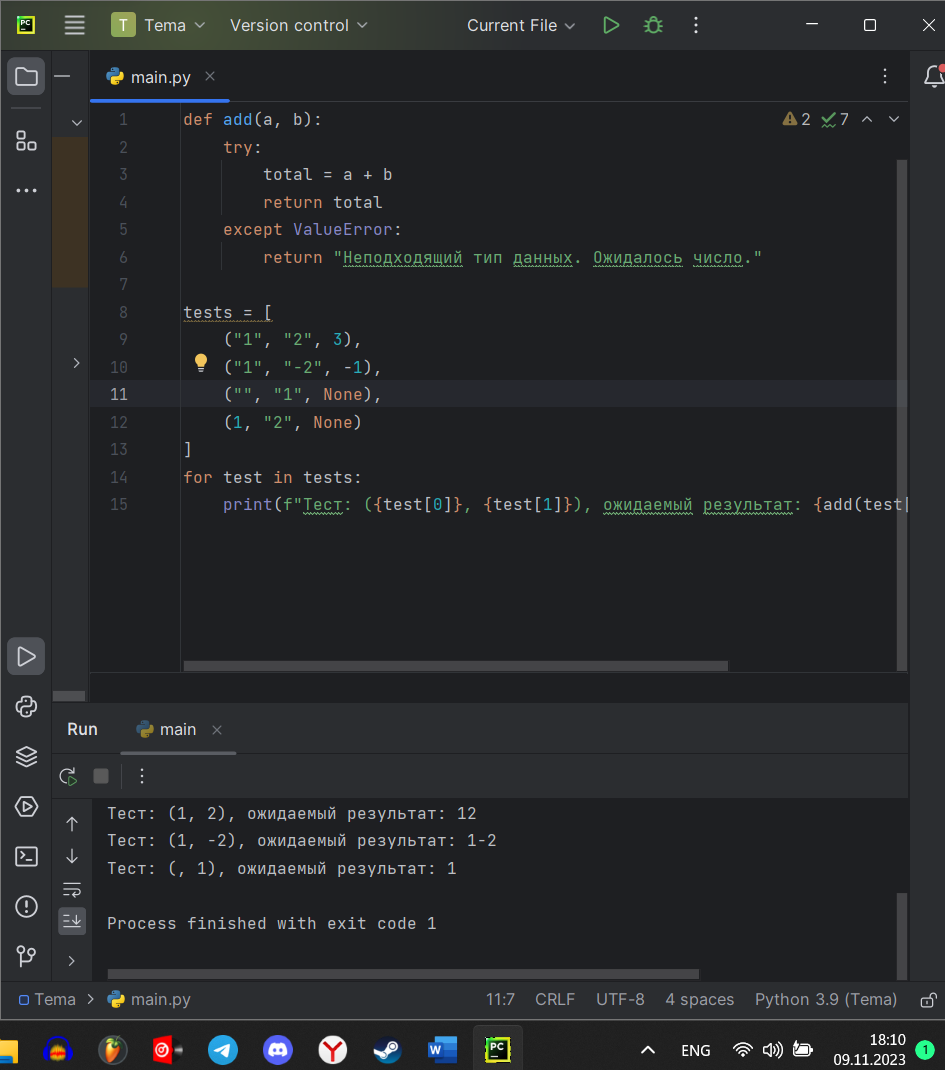 PC T Tema Version control Current File
main.py
1 def add(a, b): 2 7
2 try:
3 total = a + b
4 return total
5 except ValueError:
6 return "Неподходящий тип данных. Ожидалось число."
7
8 tests = [
9 ("1", "2", 3),
10 ("1", "-2", -1),
11 ("", "1", None),
12 (1, "2", None)
13 ]
14 for test in tests:
15 print(f"Тест: ({test[0]}, {test[1]}), ожидаемый результат: {add(test[
Run main
Тест: (1, 2), ожидаемый результат: 12
Тест: (1, -2), ожидаемый результат: 1-2
Тест: (, 1), ожидаемый результат: 1
Process finished with exit code 1
Tema main.py 11:7 CRLF UTF-8 4 spaces Python 3.9 (Tema)
W PC ENG 18:10 1
09.11.2023